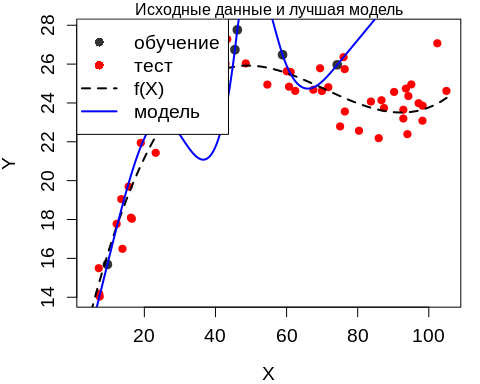 Исходные данные и лучшая модель
обучение
тест
f(X)
модель
Y
28
26
24
22
20
18
16
14
20 40 60 80 100
X